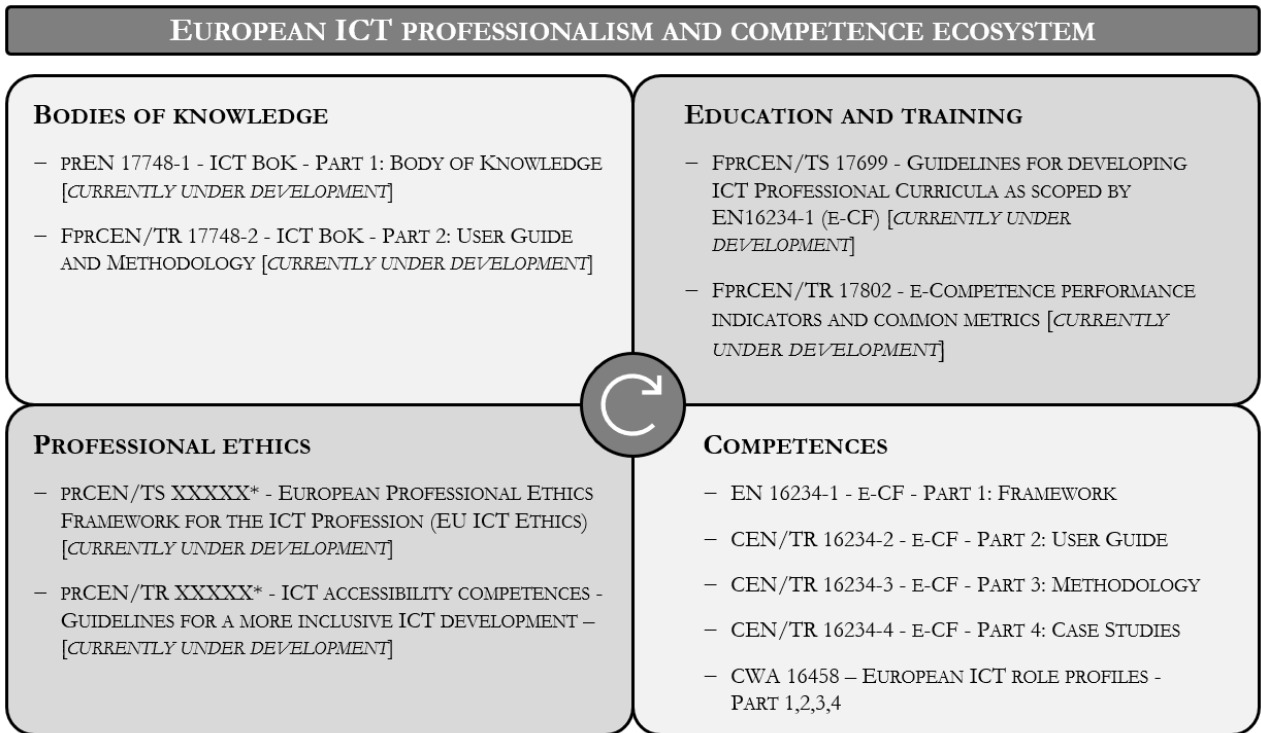 European ICT professionalism and competence ecosystem
Bodies of knowledge
– prEN 17748-1 - ICT BoK - Part 1: Body of Knowledge
[currently under development]
– FprCEN/TR 17748-2 - ICT BoK - Part 2: User Guide
and Methodology [currently under development]
Education and training
– FprCEN/TS 17699 - Guidelines for developing
ICT Professional Curricula as scoped by
EN16234-1 (e-CF) [currently under
development]
– FprCEN/TR 17802 - e-Competence performance
indicators and common metrics [currently
under development]
Professional ethics
– prCEN/TS XXXXX* - European Professional Ethics
Framework for the ICT Profession (EU ICT Ethics)
[currently under development]
– prCEN/TR XXXXX* - ICT accessibility competences -
Guidelines for a more inclusive ICT development –
[currently under development]
Competences
– EN 16234-1 - e-CF - Part 1: Framework
– CEN/TR 16234-2 - e-CF - Part 2: User Guide
– CEN/TR 16234-3 - e-CF - Part 3: Methodology
– CEN/TR 16234-4 - e-CF - Part 4: Case Studies
– CWA 16458 – European ICT role profiles -
Part 1,2,3,4